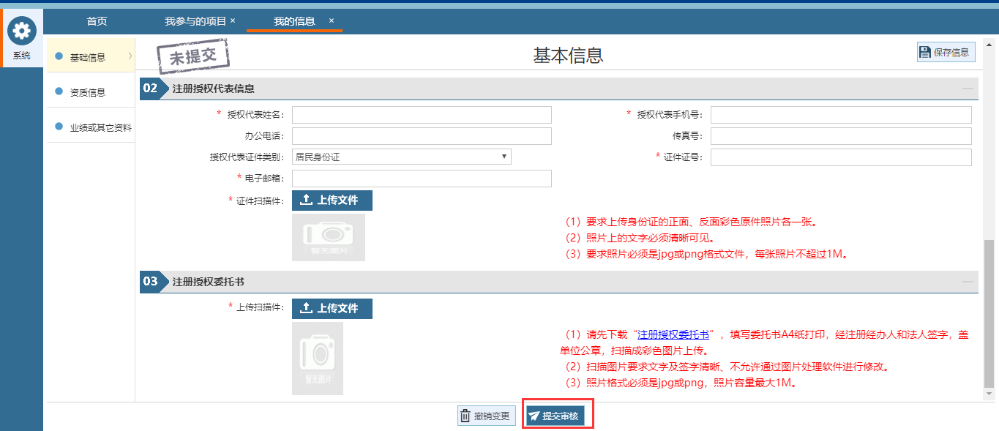 首页
我参与的项目 ×
我的信息 ×
系统
基础信息
资质信息
业绩或其它资料
未提交
基本信息
保存信息
02 注册授权代表信息
* 授权代表姓名：
* 授权代表手机号：
办公电话：
传真号：
授权代表证件类别： 居民身份证
* 证件证号：
* 电子邮箱：
* 证件扫描件： 上传文件
暂无图片
（1）要求上传身份证的正面、反面彩色原件照片各一张。
（2）照片上的文字必须清晰可见。
（3）要求照片必须是jpg或png格式文件，每张照片不超过1M。
03 注册授权委托书
* 上传扫描件： 上传文件
暂无图片
（1）请先下载“注册授权委托书”，填写委托书A4纸打印，经注册经办人和法人签字，盖
单位公章，扫描成彩色图片上传。
（2）扫描图片要求文字及签字清晰、不允许通过图片处理软件进行修改。
（3）照片格式必须是jpg或png，照片容量最大1M。
撤销变更
提交审核